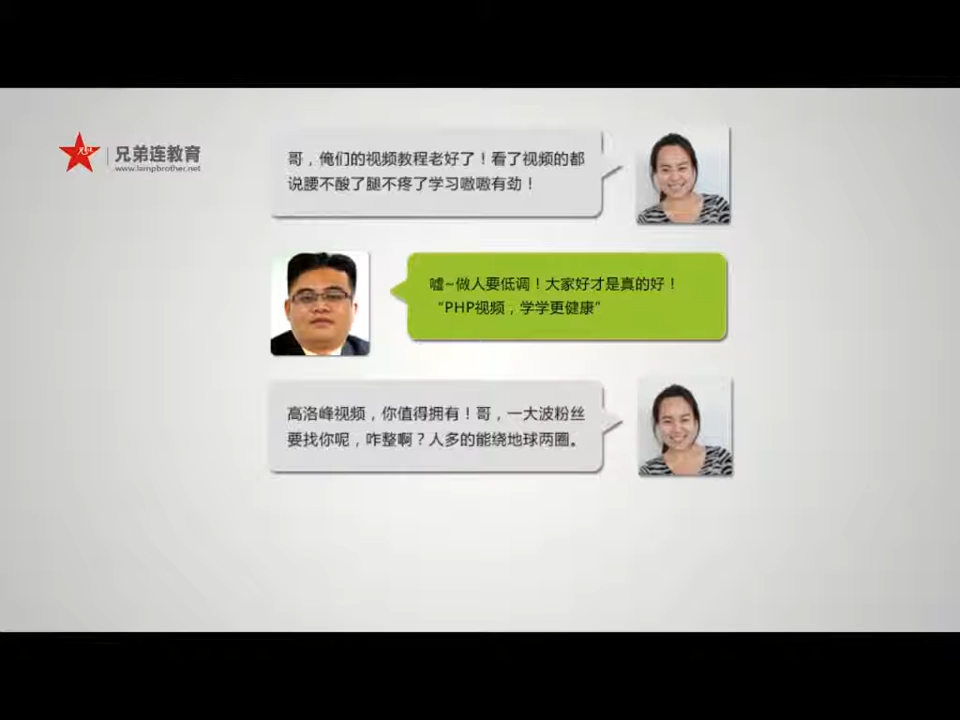 兄弟连教育
www.lampbrother.net
哥，俺们的视频教程老好了！看了视频的都
说腰不酸了腿不疼了学习嗷嗷有劲！
嘘~做人要低调！大家好才是真的好！
“PHP视频，学学更健康”
高洛峰视频，你值得拥有！哥，一大波粉丝
要找你呢，咋整啊？人多的能绕地球两圈。